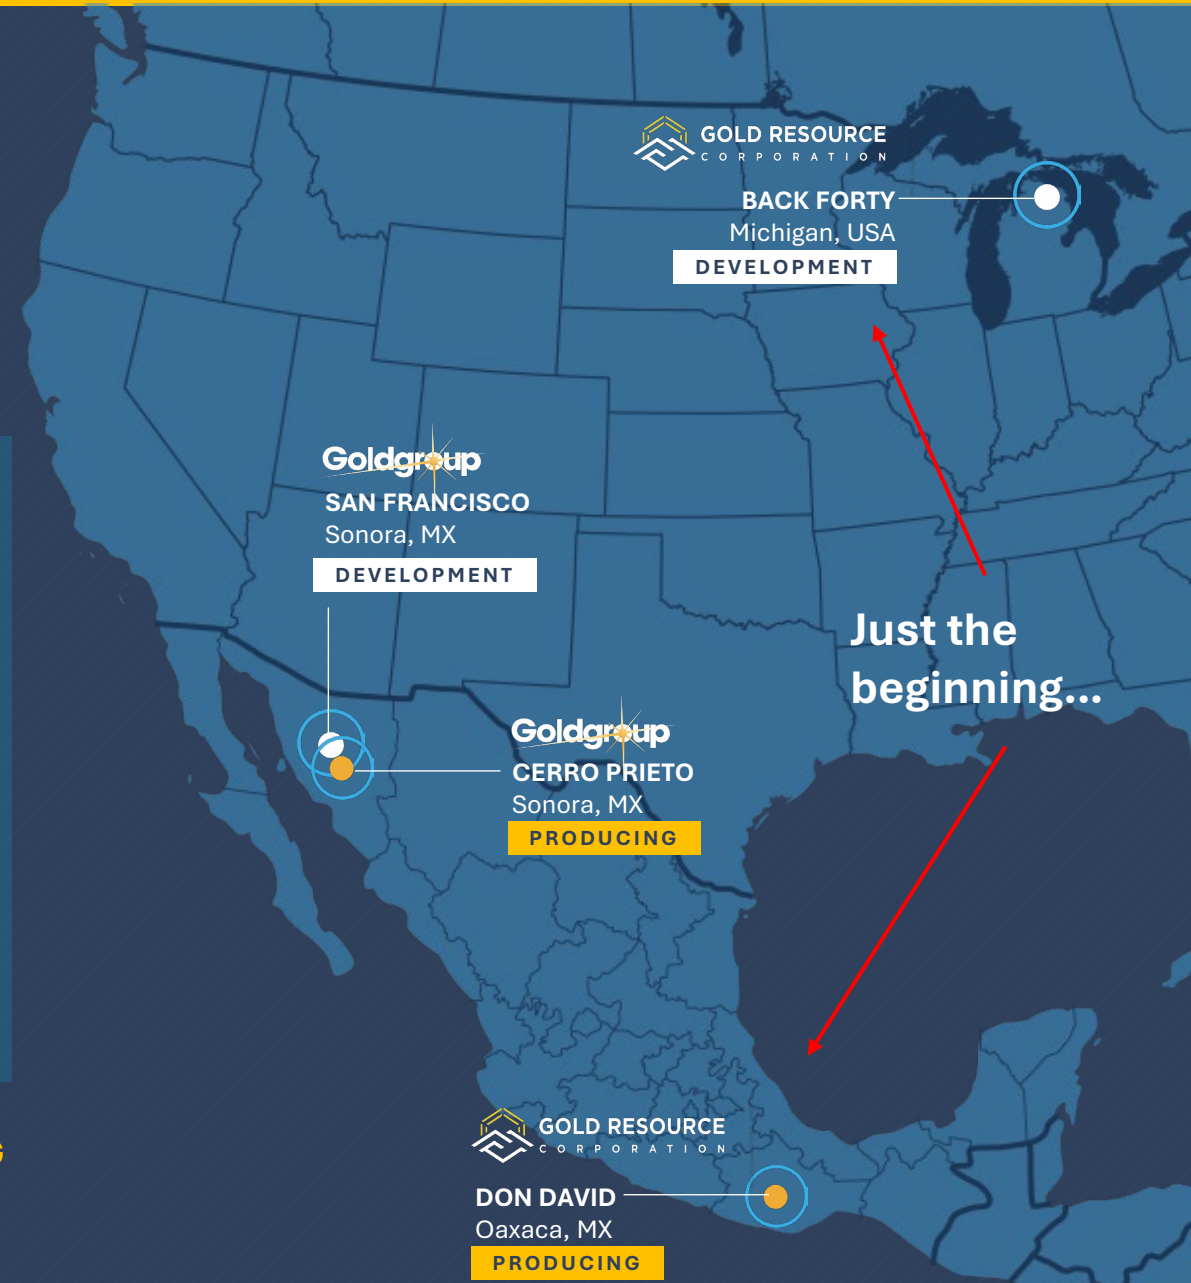 GOLD RESOURCE
CORPORATION
BACK FORTY
Michigan, USA
DEVELOPMENT
Goldgroup
SAN FRANCISCO
Sonora, MX
DEVELOPMENT
Just the
beginning...
Goldgroup
CERRO PRIETO
Sonora, MX
PRODUCING
GOLD RESOURCE
CORPORATION
DON DAVID
Oaxaca, MX
PRODUCING